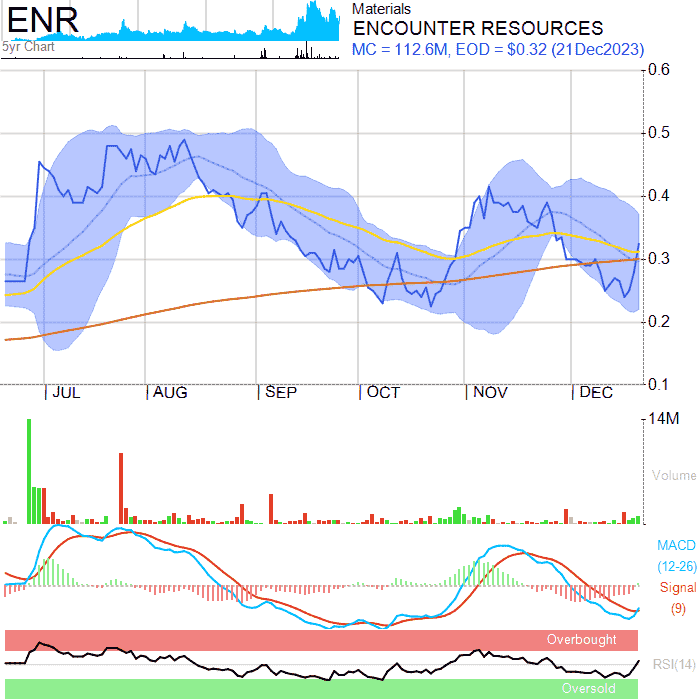 ENR
5yr Chart
Materials
ENCOUNTER RESOURCES
MC = 112.6M, EOD = $0.32 (21Dec2023)
0.6
0.5
0.4
0.3
0.2
0.1
JUL AUG SEP OCT NOV DEC
14M
Volume
MACD
(12-26)
Signal
(9)
Overbought
RSI(14)
Oversold